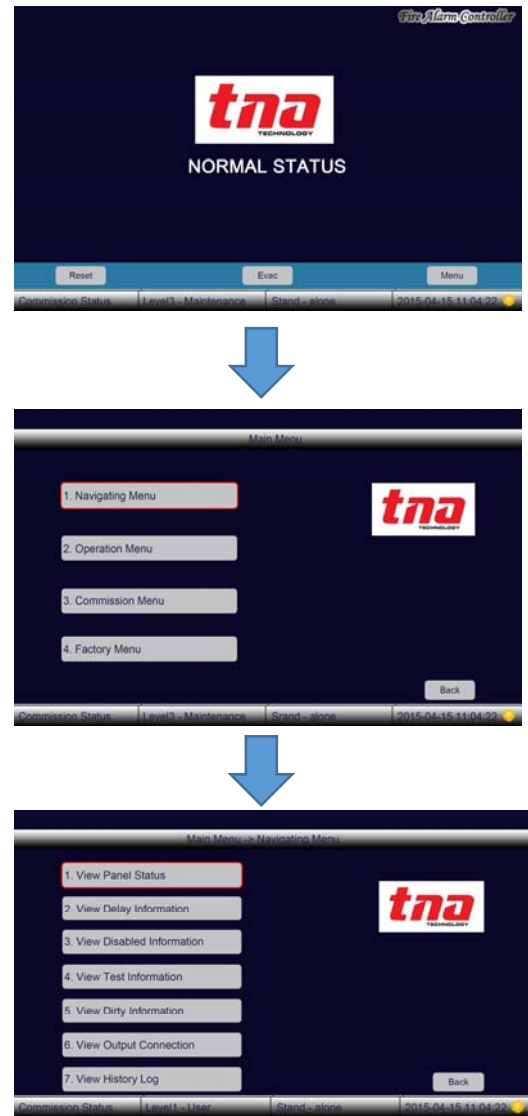 Fire Alarm Controller
tna
TECHNOLOGY
NORMAL STATUS
Reset Evac Menu
Commission Status Level3 - Maintenance Stand - alone 2015-04-15 11:04:22
Main Menu
1. Navigating Menu
tna
TECHNOLOGY
2. Operation Menu
3. Commission Menu
4. Factory Menu
Back
Commission Status Level3 - Maintenance Srand - alone 2015-04-15 11:04:22
Main Menu -> Navigating Menu
1. View Panel Status
tna
TECHNOLOGY
2. View Delay Information
3. View Disabled Information
4. View Test Information
5. View Dirty Information
6. View Output Connection
7. View History Log
Back
Commission Status Level1 - User Stand - alone 2015-04-15 11:04:22